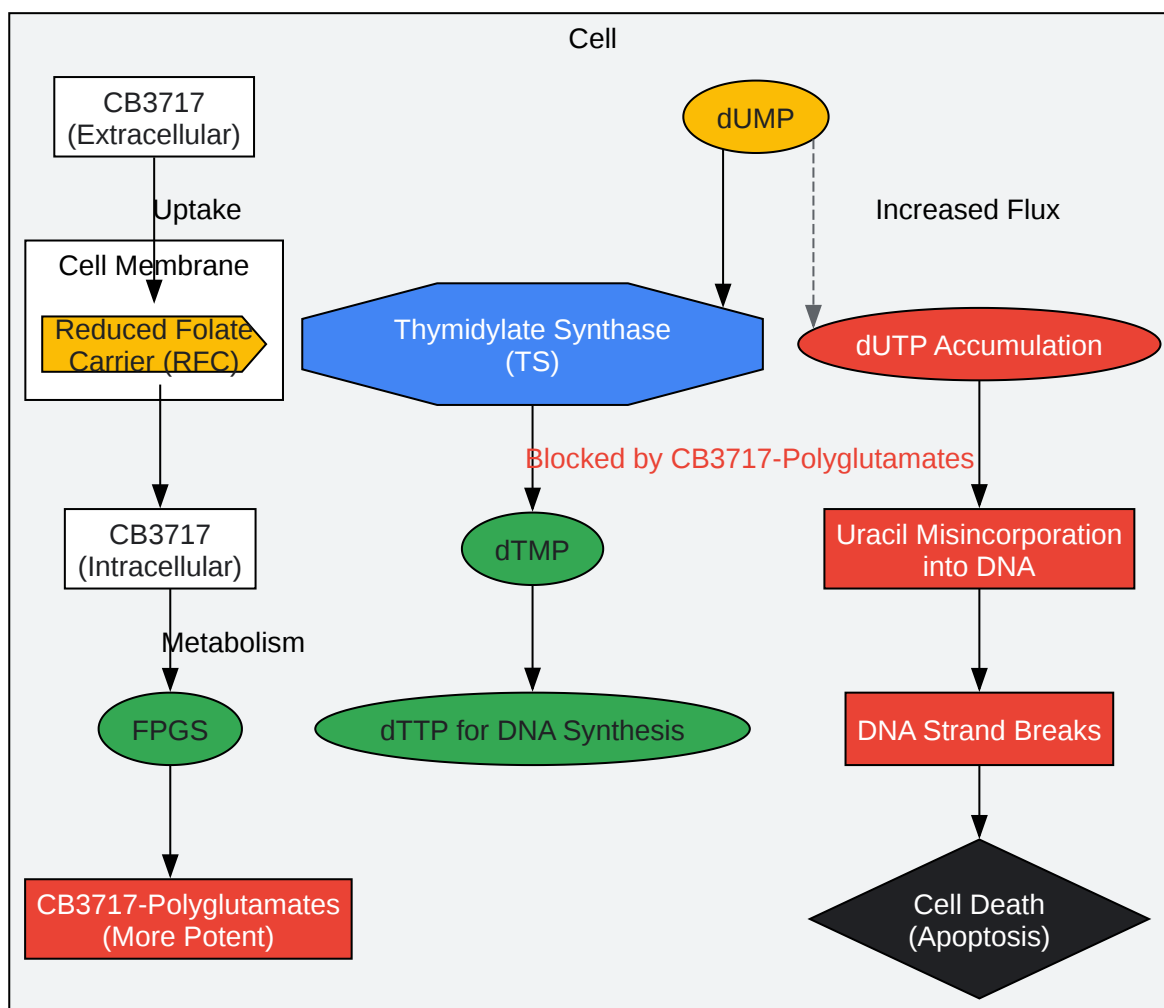 Cell
CB3717
(Extracellular)
dUMP
Uptake
Increased Flux
Cell Membrane
Reduced Folate
Carrier (RFC)
Thymidylate Synthase
(TS)
dUTP Accumulation
Blocked by CB3717-Polyglutamates
CB3717
(Intracellular)
dTMP
Uracil Misincorporation
into DNA
Metabolism
FPGS
dTTP for DNA Synthesis
DNA Strand Breaks
CB3717-Polyglutamates
(More Potent)
Cell Death
(Apoptosis)